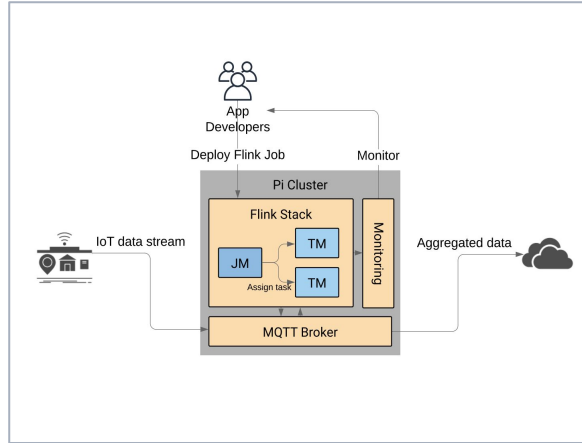 App
Developers
Deploy Flink Job
Monitor
Pi Cluster
Flink Stack
TM
JM
Assign task
TM
Monitoring
IoT data stream
Aggregated data
MQTT Broker